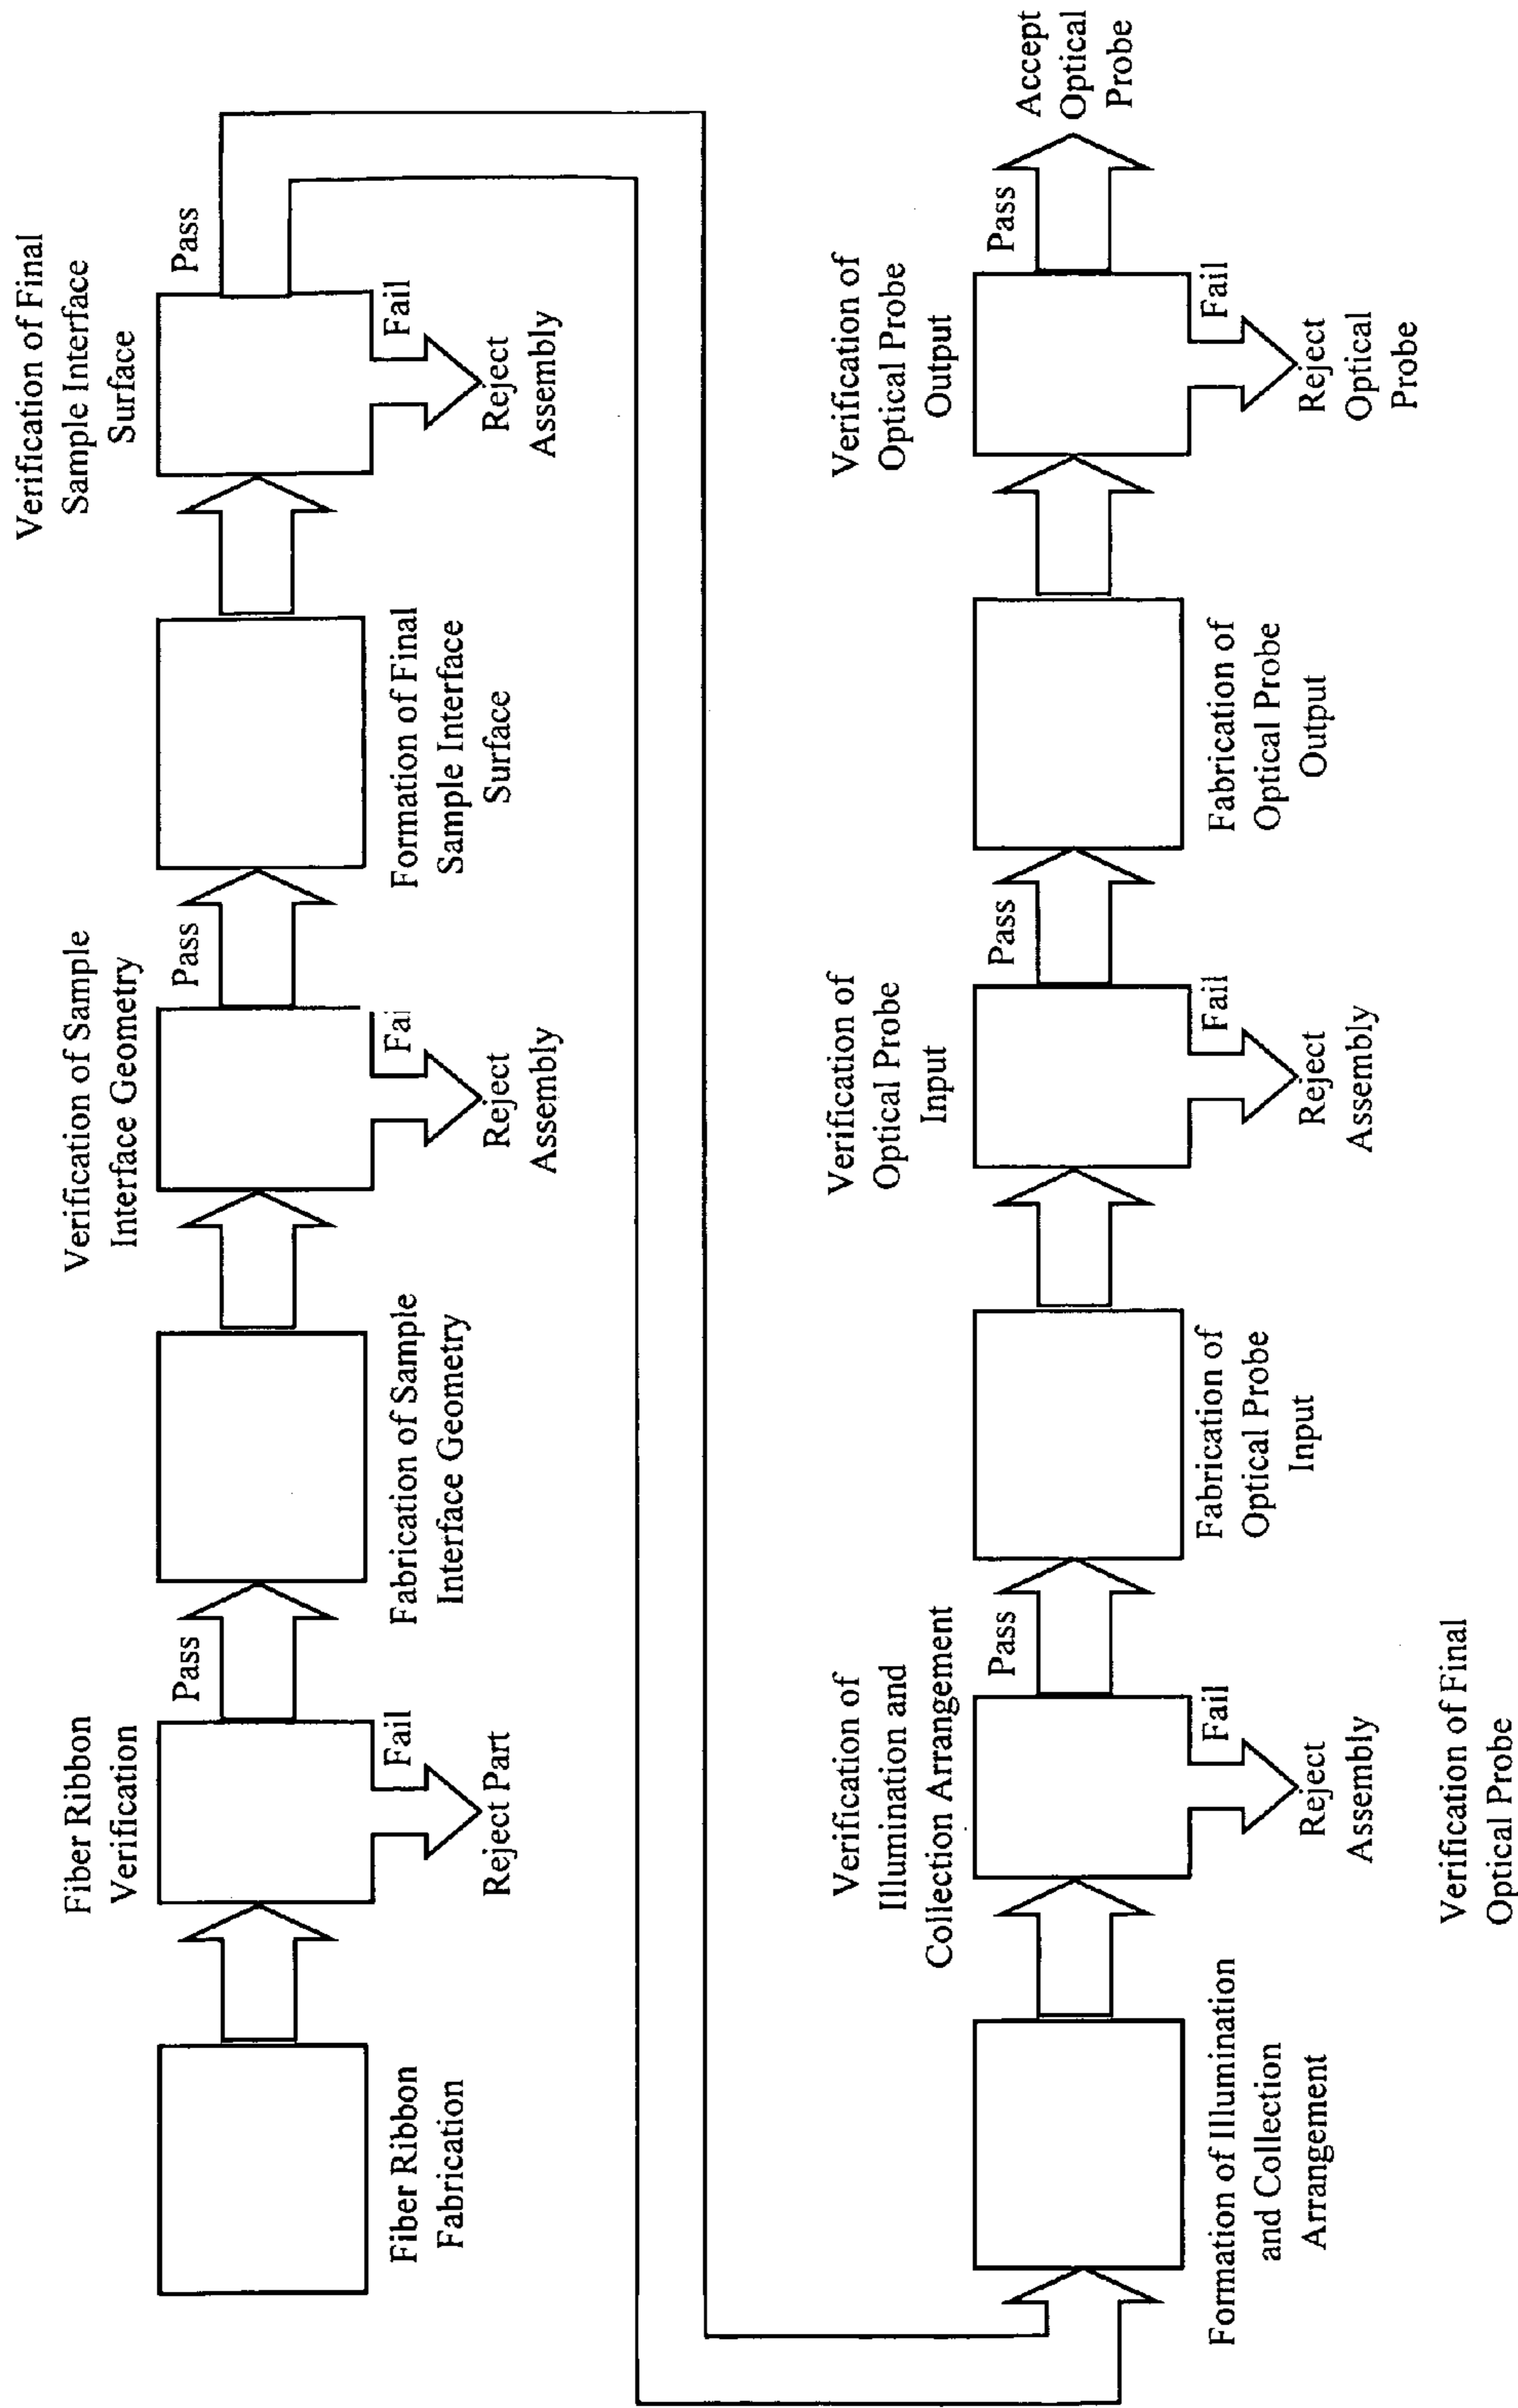 Fiber Ribbon
Fabrication
Fiber Ribbon
Verification
Pass
Fail
Reject Part
Fabrication of Sample
Interface Geometry
Verification of Sample
Interface Geometry
Pass
Fai
Reject
Assembly
Formation of Final
Sample Interface
Surface
Verification of Final
Sample Interface
Surface
Pass
Fail
Reject
Assembly
Formation of Illumination
and Collection
Arrangement
Verification of
Illumination and
Collection Arrangement
Pass
Fail
Reject
Assembly
Fabrication of
Optical Probe
Input
Verification of
Optical Probe
Input
Pass
Fail
Reject
Assembly
Fabrication of
Optical Probe
Output
Verification of
Optical Probe
Output
Pass
Fail
Reject
Optical
Probe
Accept
Optical
Probe
Verification of Final
Optical Probe